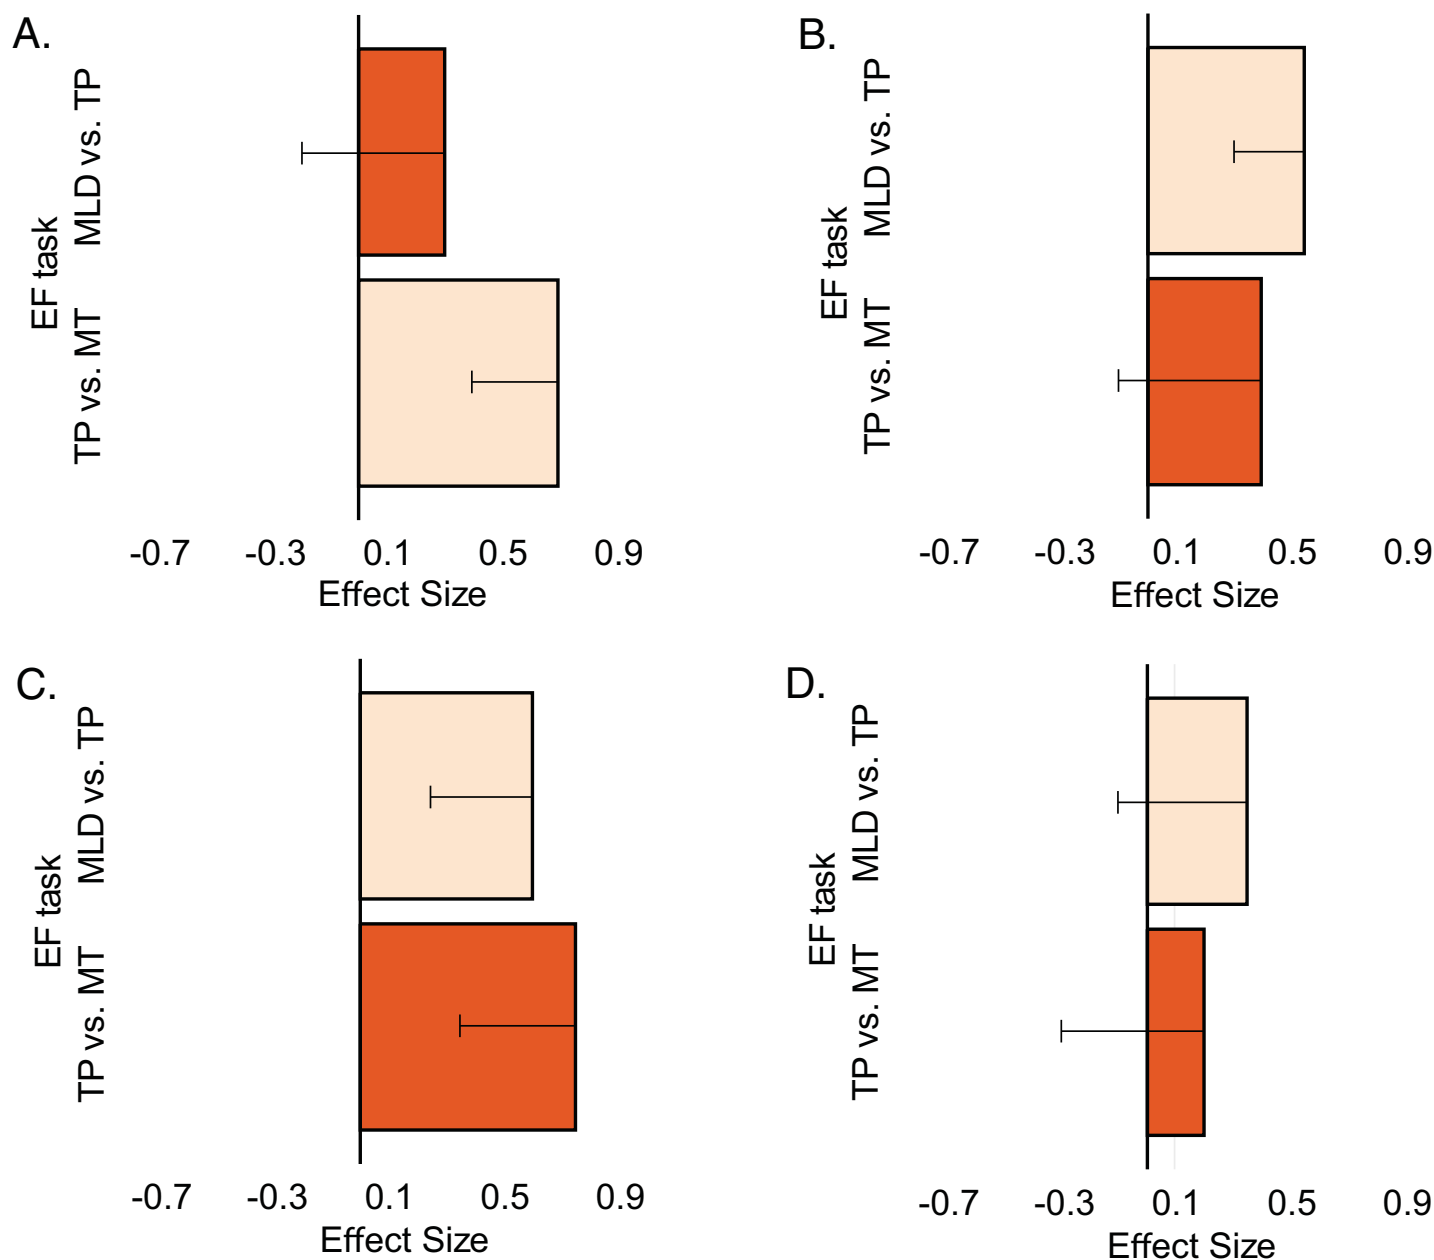 A.
MLD vs. TP
EF task
TP vs. MT
-0.7 -0.3 0.1 0.5 0.9
Effect Size
B.
MLD vs. TP
EF task
TP vs. MT
-0.7 -0.3 0.1 0.5 0.9
Effect Size
C.
MLD vs. TP
EF task
TP vs. MT
-0.7 -0.3 0.1 0.5 0.9
Effect Size
D.
MLD vs. TP
EF task
TP vs. MT
-0.7 -0.3 0.1 0.5 0.9
Effect Size